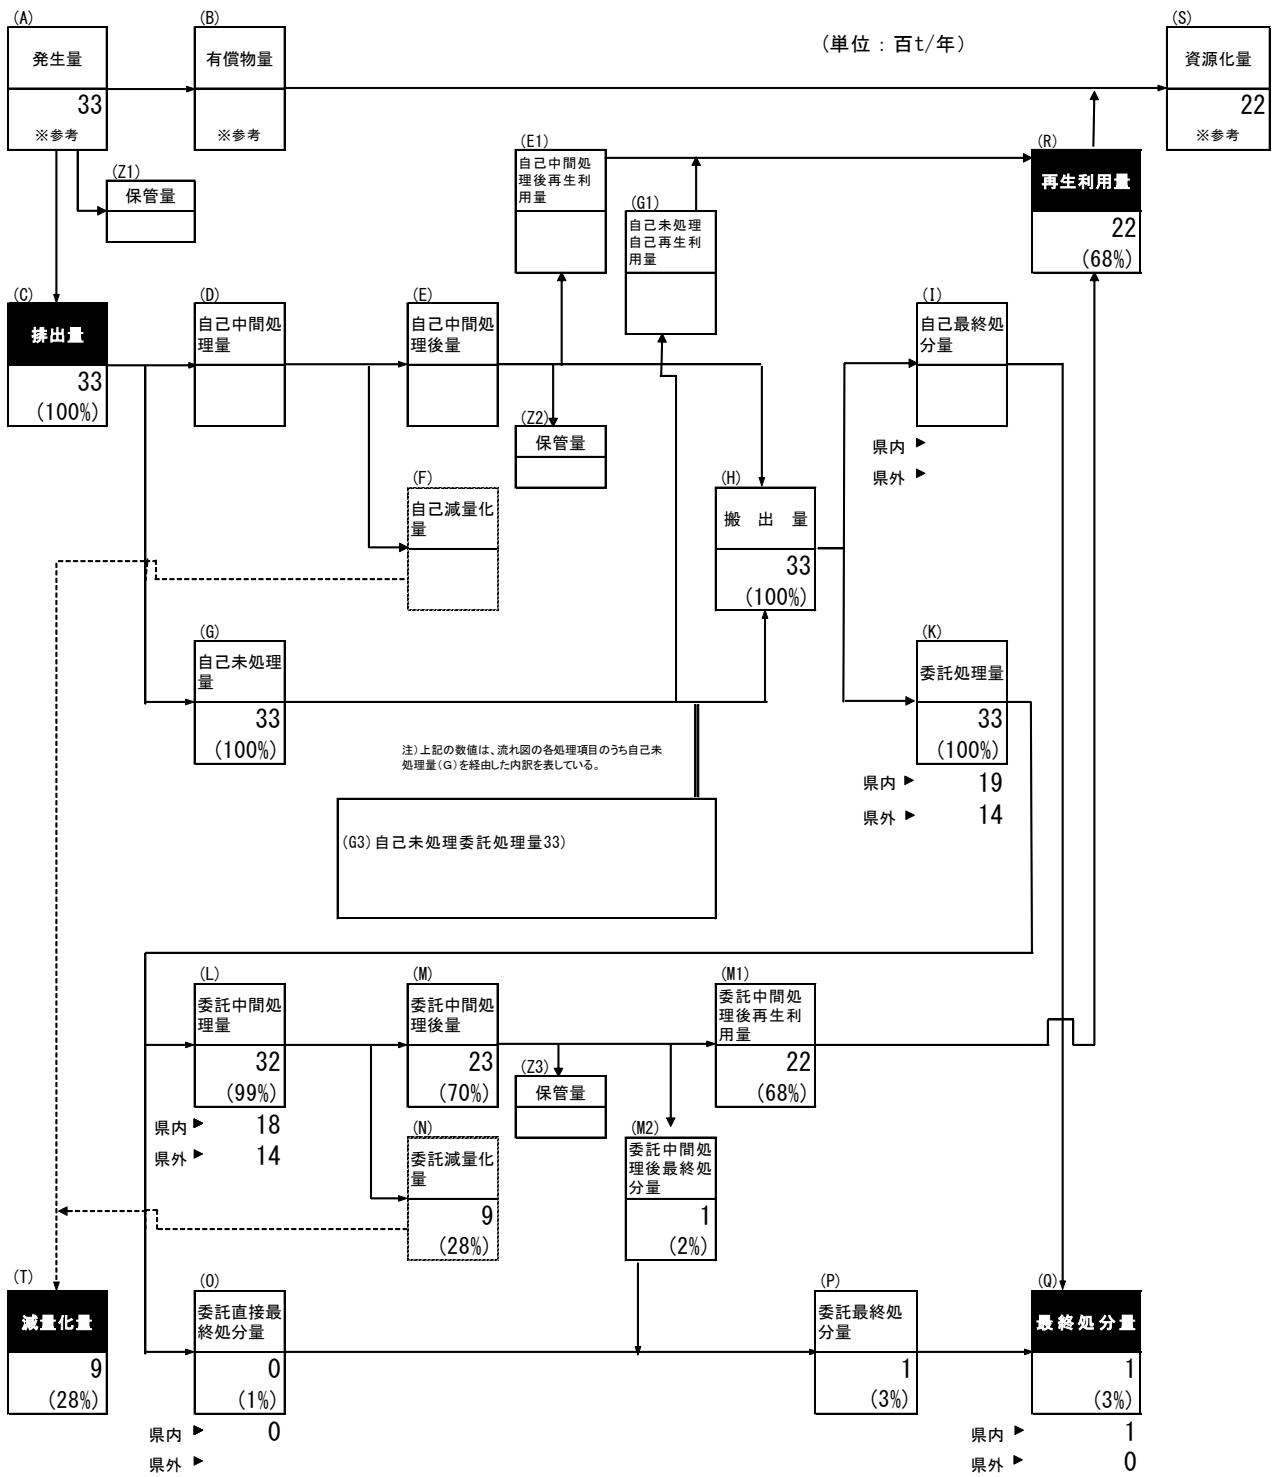 (A)
発生量
33
※参考
(B)
有償物量
※参考
(単位：百t/年)
(S)
資源化量
22
※参考
(Z1)
保管量
(E1)
自己中間処
理後再生利
用量
(G1)
自己未処理
自己再生利
用量
(R)
再生利用量
22
(68%)
(C)
排出量
33
(100%)
(D)
自己中間処
理量
(E)
自己中間処
理後量
(Z2)
保管量
(F)
自己減量化
量
(I)
自己最終処
分量
県内 ▶
県外 ▶
(H)
搬 出 量
33
(100%)
(G)
自己未処理
量
33
(100%)
(K)
委託処理量
33
(100%)
県内 ▶ 19
県外 ▶ 14
注)上記の数値は、流れ図の各処理項目のうち自己未
処理量(G)を経由した内訳を表している。
(G3)自己未処理委託処理量33)
(L)
委託中間処
理量
32
(99%)
県内 ▶ 18
県外 ▶ 14
(M)
委託中間処
理後量
23
(70%)
(Z3)
保管量
(M1)
委託中間処
理後再生利
用量
22
(68%)
(N)
委託減量化
量
9
(28%)
(M2)
委託中間処
理後最終処
分量
1
(2%)
(T)
減量化量
9
(28%)
(O)
委託直接最
終処分量
0
(1%)
県内 ▶ 0
県外 ▶
(P)
委託最終処
分量
1
(3%)
(Q)
最終処分量
1
(3%)
県内 ▶ 1
県外 ▶ 0